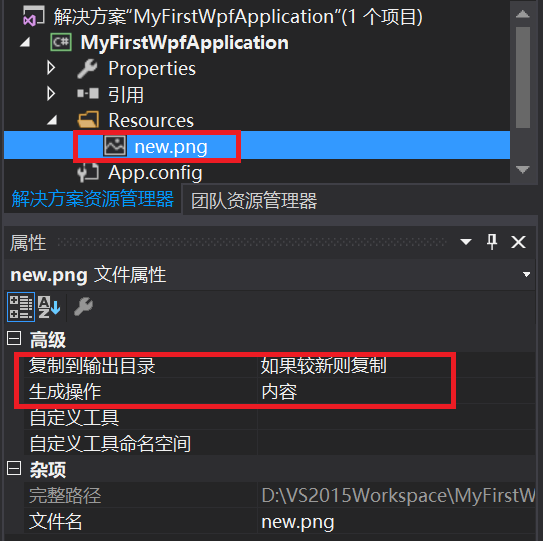 解决方案“MyFirstWpfApplication”(1 个项目)
C# MyFirstWpfApplication
Properties
引用
Resources
new.png
App.config
解决方案资源管理器 团队资源管理器
属性
new.png 文件属性
高级
复制到输出目录 如果较新则复制
生成操作 内容
自定义工具
自定义工具命名空间
杂项
完整路径 D:\VS2015Workspace\MyFirstW
文件名 new.png